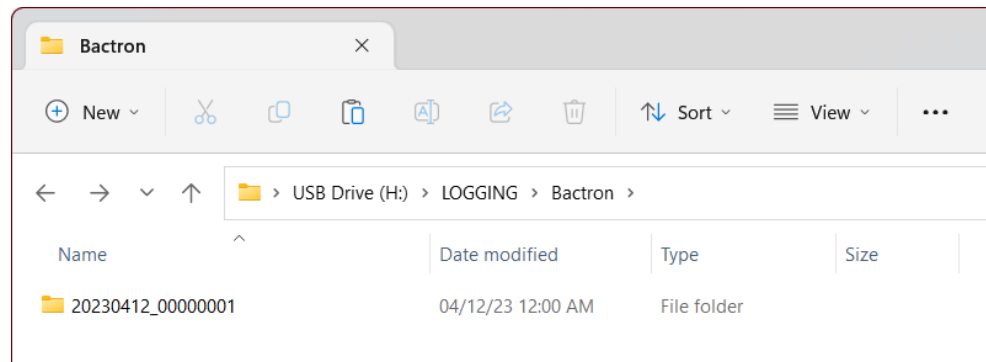 Bactron
New Sort View
USB Drive (H:) LOGGING Bactron
Name Date modified Type Size
20230412_00000001 04/12/23 12:00 AM File folder